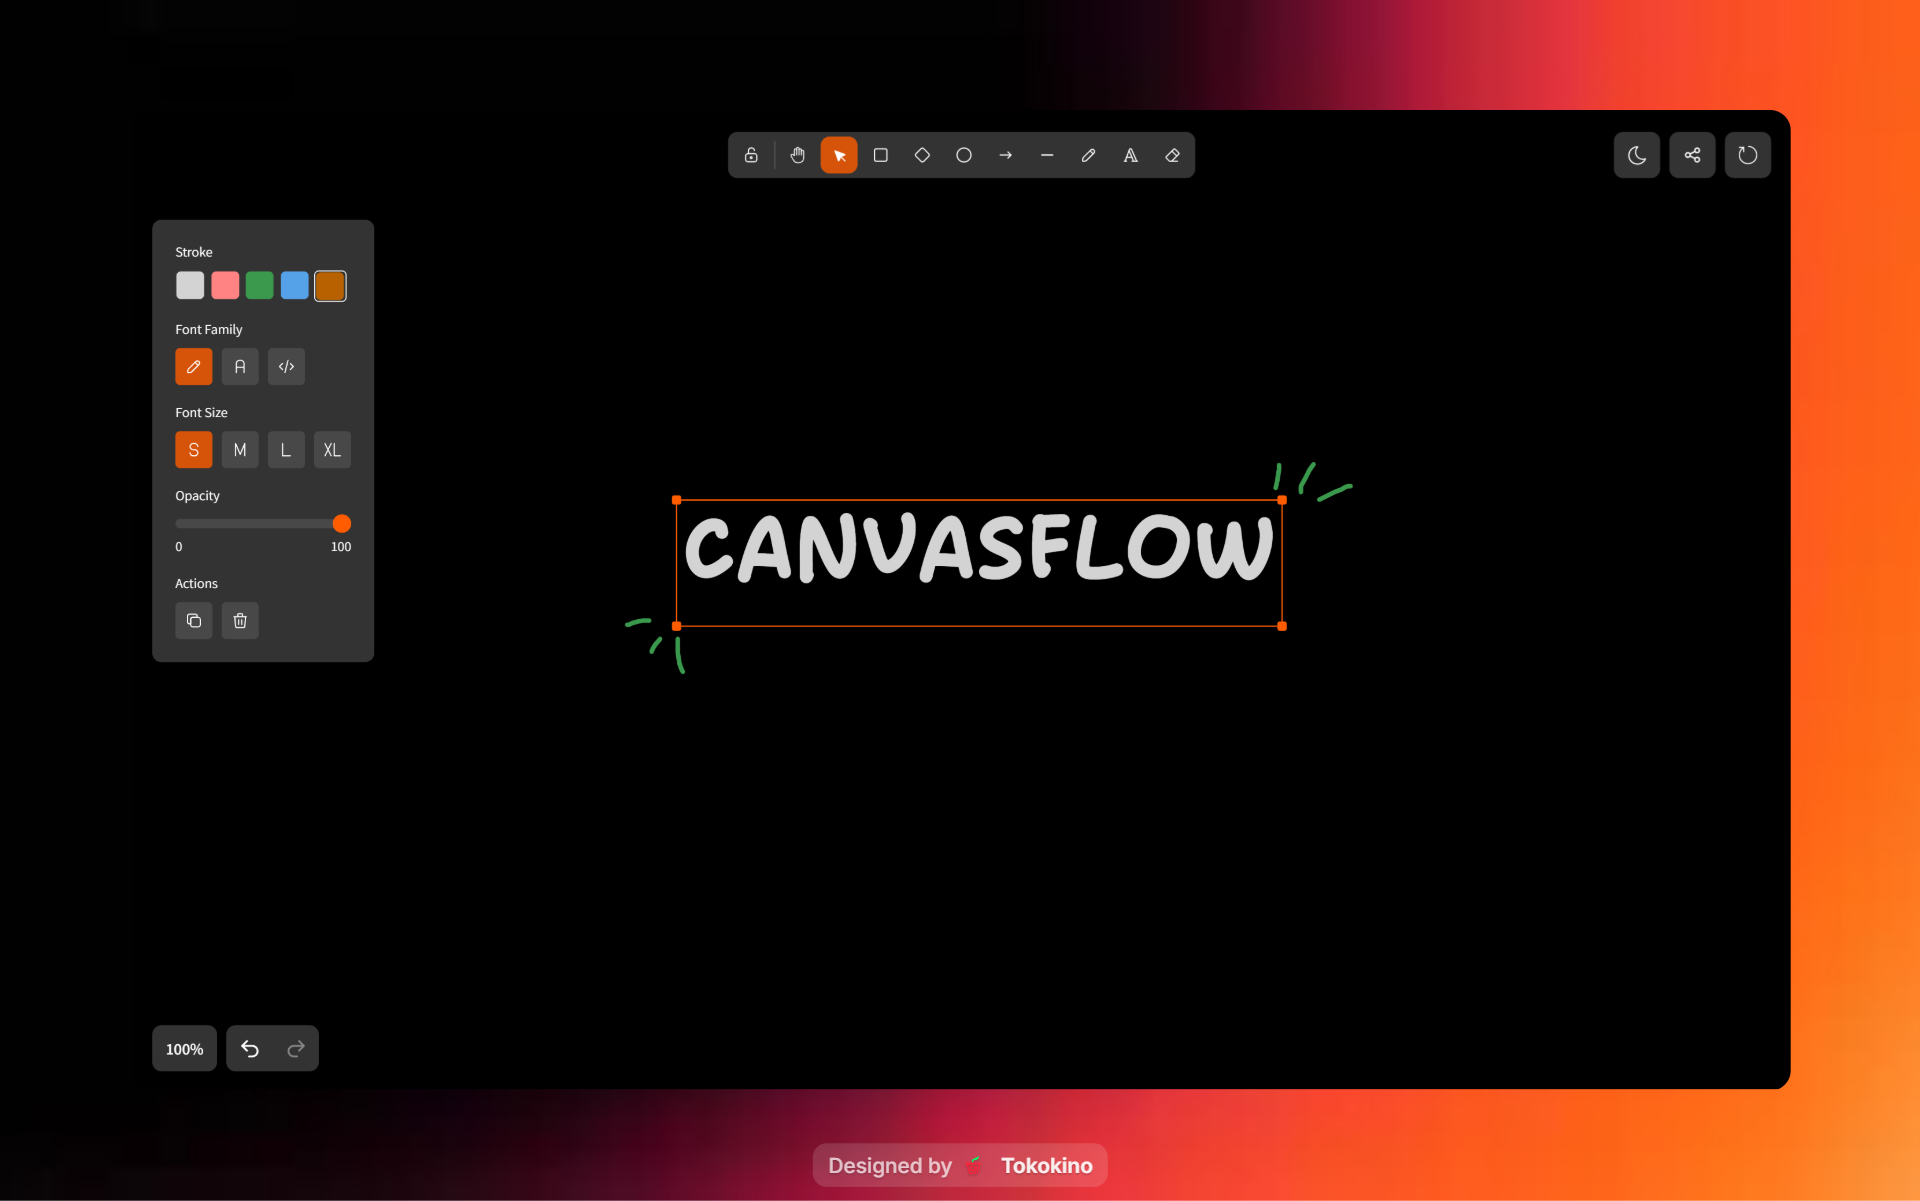 Stroke
Font Family
A </>
Font Size
S M L XL
Opacity
0 100
Actions
CANVASFLOW
100%
Designed by Tokokino